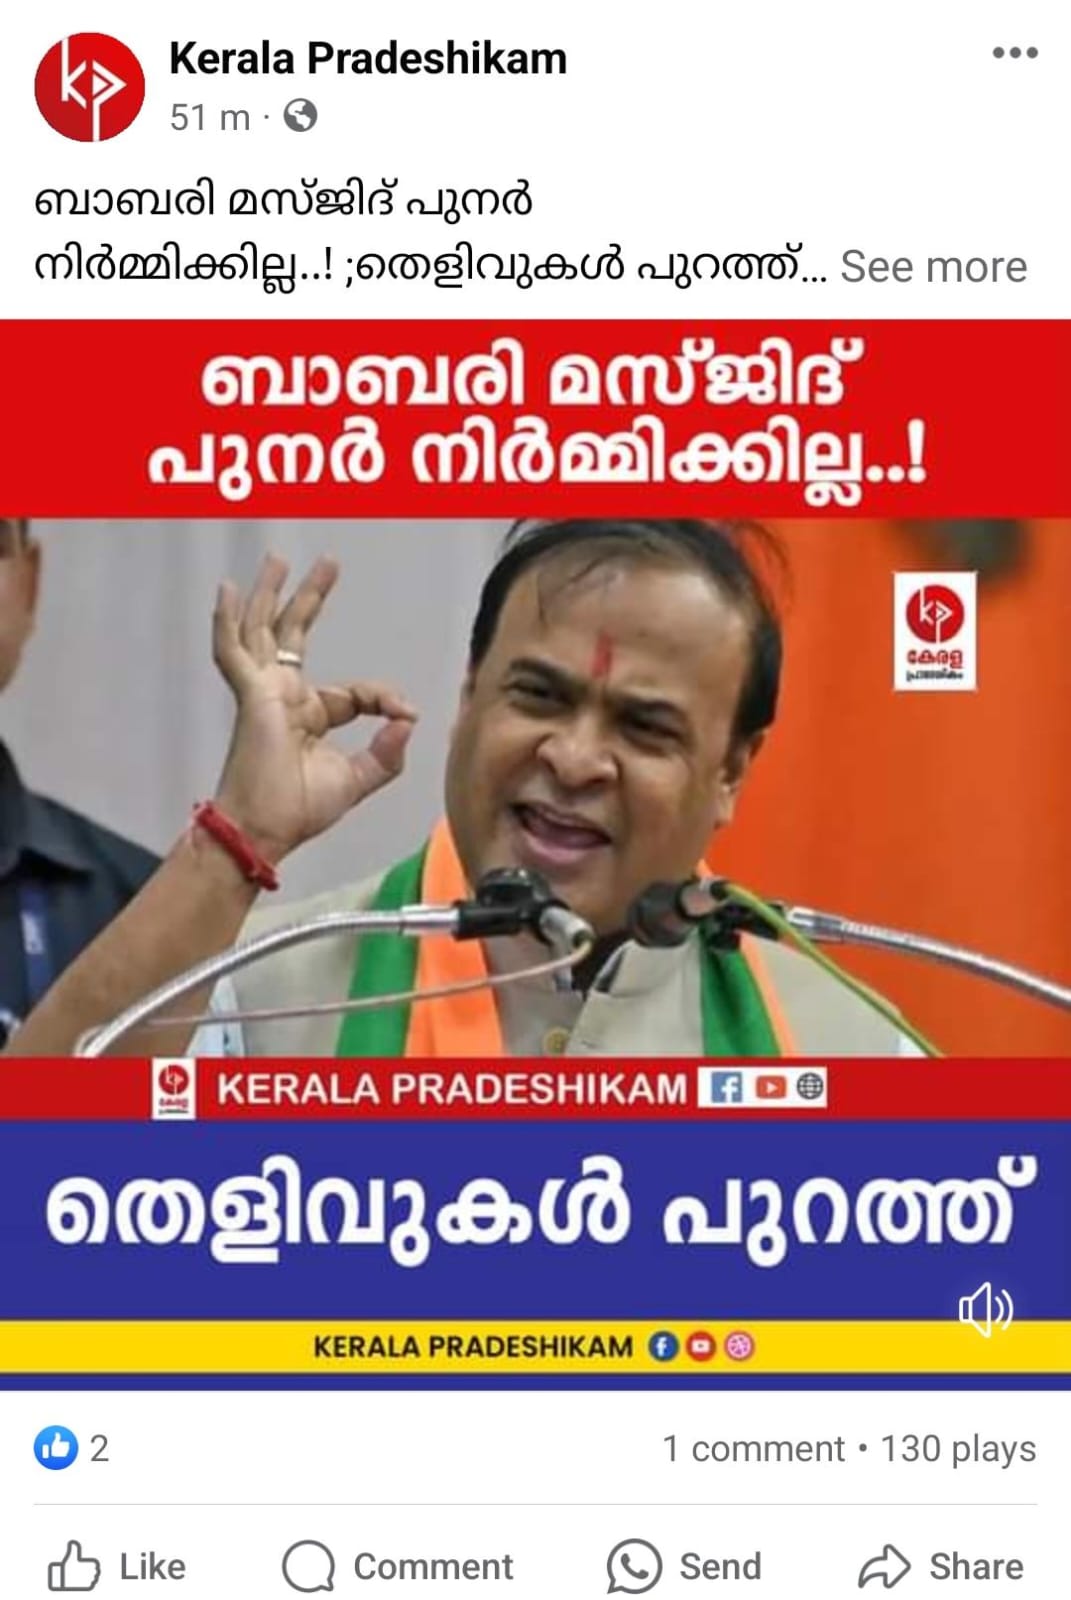 Kerala Pradeshikam
51 m ·
ബാബരി മസ്ജിദ് പുനർ
നിർമ്മിക്കില്ല..! ;തെളിവുകൾ പുറത്ത്... See more
ബാബരി മസ്ജിദ്
പുനർ നിർമ്മിക്കില്ല..!
kp
കേരള
KERALA PRADESHIKAM
തെളിവുകൾ പുറത്ത്
KERALA PRADESHIKAM
2
1 comment • 130 plays
Like Comment Send Share